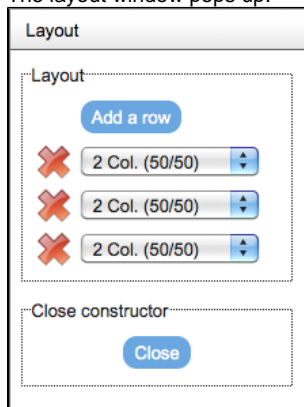 The layout window pops up.
Layout
Layout
Add a row
2 Col. (50/50)
2 Col. (50/50)
2 Col. (50/50)
Close constructor
Close